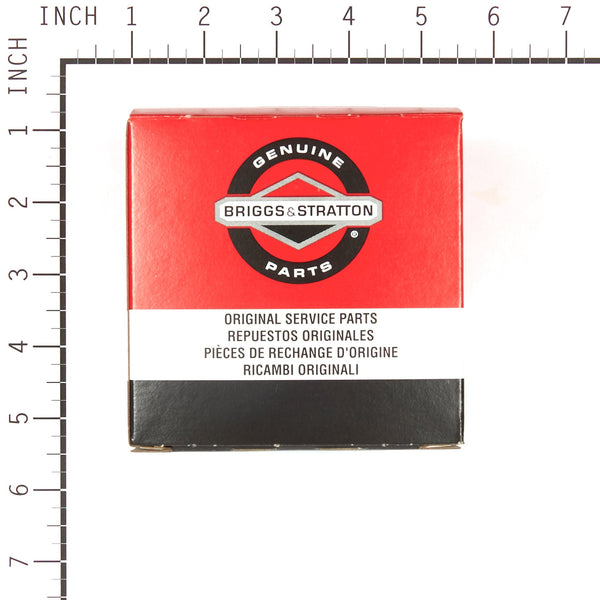 INCH 1 2 3 4 5 6 7
INCH
1
2
3
4
5
6
7
GENUINE
BRIGGS & STRATTON
®
PARTS
ORIGINAL SERVICE PARTS
REPUESTOS ORIGINALES
PIÈCES DE RECHANGE D'ORIGINE
RICAMBI ORIGINALI